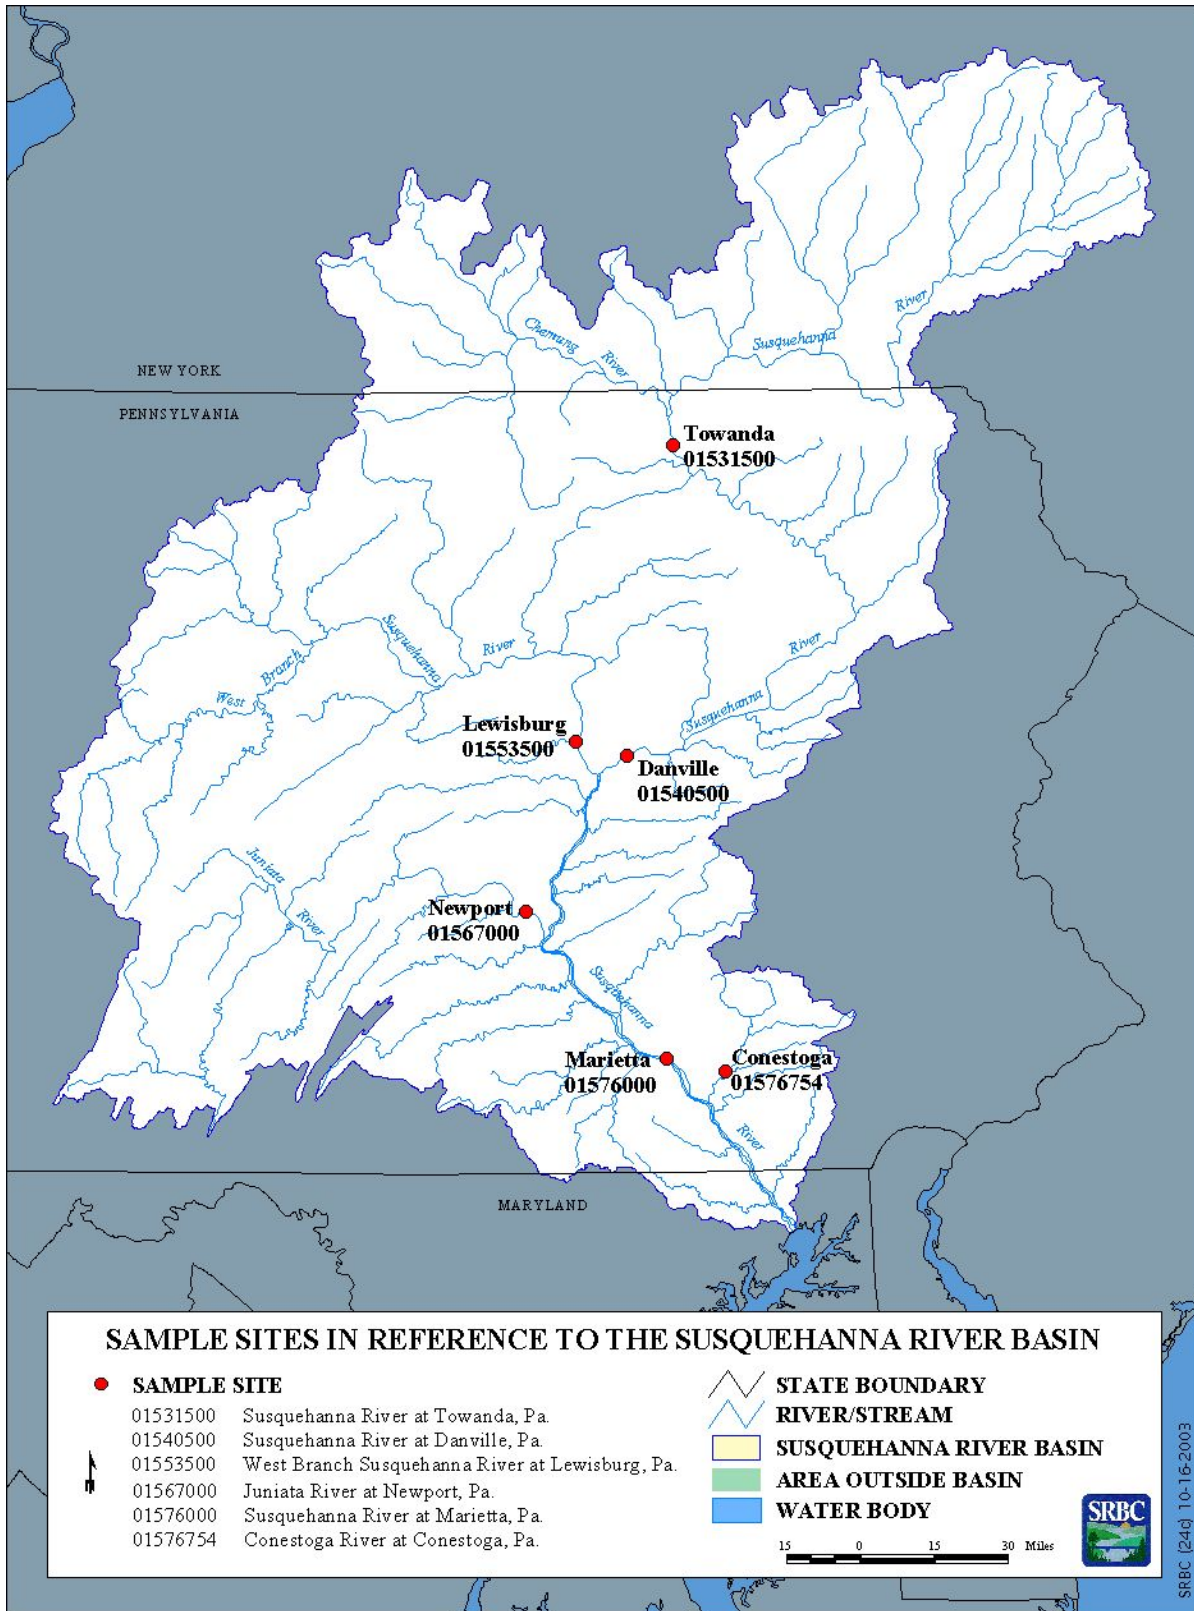 Chemung
River
Susquehanna
River
NEW YORK
PENNSYLVANIA
Towanda
01531500
Susquehanna
River
West
Branch
Susquehanna
River
Lewisburg
01553500
Danville
01540500
Juniata
River
Newport
01567000
Susquehanna
Marietta
01576000
Conestoga
01576754
River
MARYLAND
SAMPLE SITES IN REFERENCE TO THE SUSQUEHANNA RIVER BASIN
SAMPLE SITE
01531500 Susquehanna River at Towanda, Pa.
01540500 Susquehanna River at Danville, Pa.
01553500 West Branch Susquehanna River at Lewisburg, Pa.
01567000 Juniata River at Newport, Pa.
01576000 Susquehanna River at Marietta, Pa.
01576754 Conestoga River at Conestoga, Pa.
STATE BOUNDARY
RIVER/STREAM
SUSQUEHANNA RIVER BASIN
AREA OUTSIDE BASIN
WATER BODY
15 0 15 30 Miles
SRBC
SRBC (24c) 10-16-2003